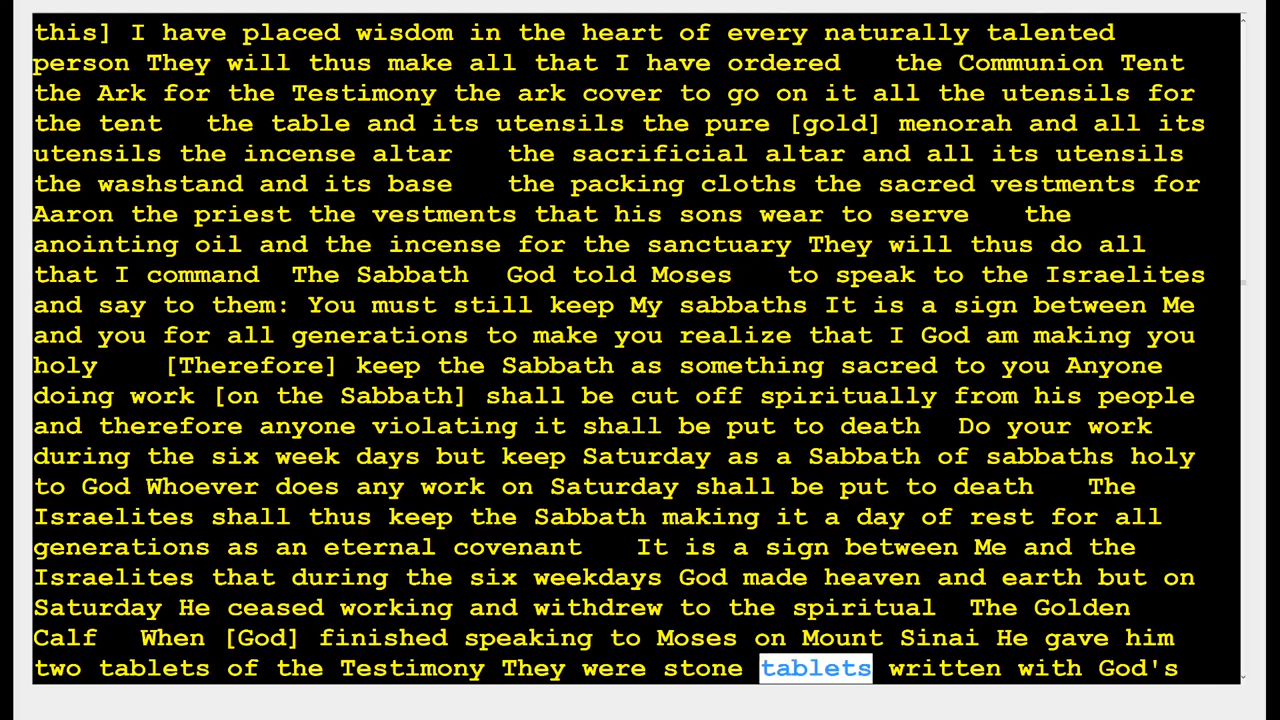 this] I have placed wisdom in the heart of every naturally talented
person They will thus make all that I have ordered the Communion Tent
the Ark for the Testimony the ark cover to go on it all the utensils for
the tent the table and its utensils the pure [gold] menorah and all its
utensils the incense altar the sacrificial altar and all its utensils
the washstand and its base the packing cloths the sacred vestments for
Aaron the priest the vestments that his sons wear to serve the
anointing oil and the incense for the sanctuary They will thus do all
that I command The Sabbath God told Moses to speak to the Israelites
and say to them: You must still keep My sabbaths It is a sign between Me
and you for all generations to make you realize that I God am making you
holy [Therefore] keep the Sabbath as something sacred to you Anyone
doing work [on the Sabbath] shall be cut off spiritually from his people
and therefore anyone violating it shall be put to death Do your work
during the six week days but keep Saturday as a Sabbath of sabbaths holy
to God Whoever does any work on Saturday shall be put to death The
Israelites shall thus keep the Sabbath making it a day of rest for all
generations as an eternal covenant It is a sign between Me and the
Israelites that during the six weekdays God made heaven and earth but on
Saturday He ceased working and withdrew to the spiritual The Golden
Calf When [God] finished speaking to Moses on Mount Sinai He gave him
two tablets of the Testimony They were stone tablets written with God's